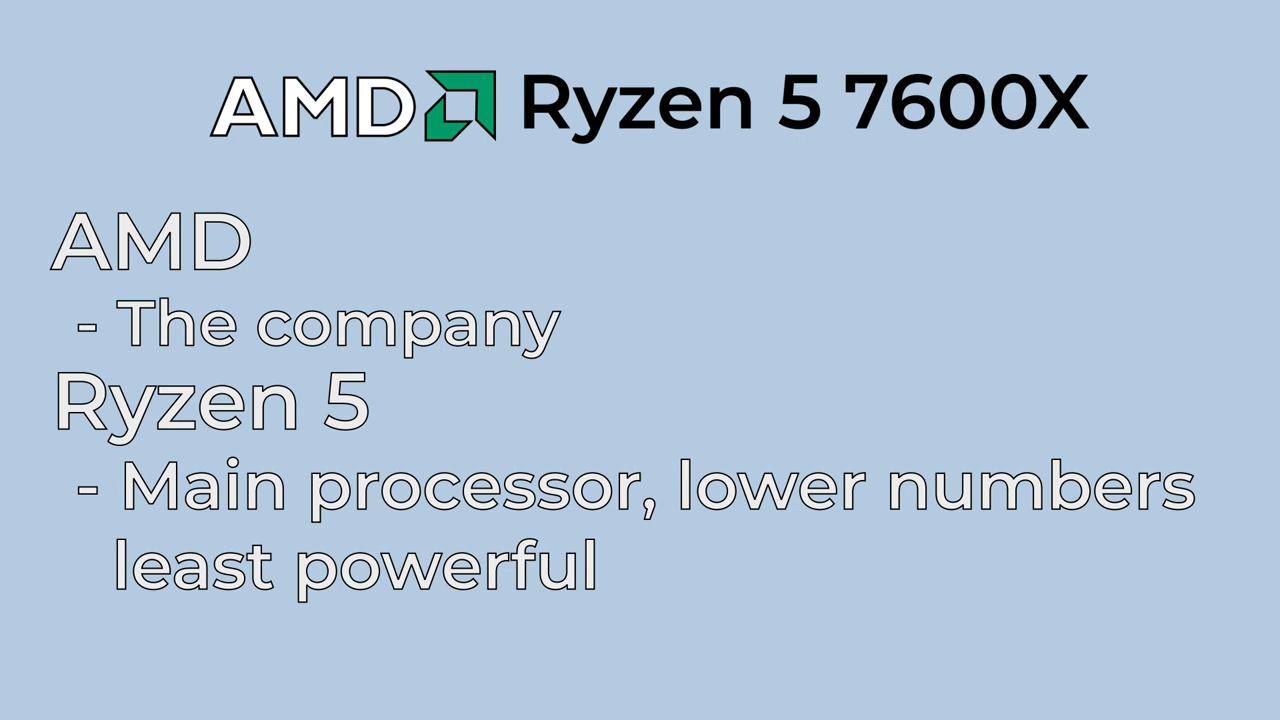 AMD Ryzen 5 7600X
AMD
- The company
Ryzen 5
- Main processor, lower numbers
least powerful